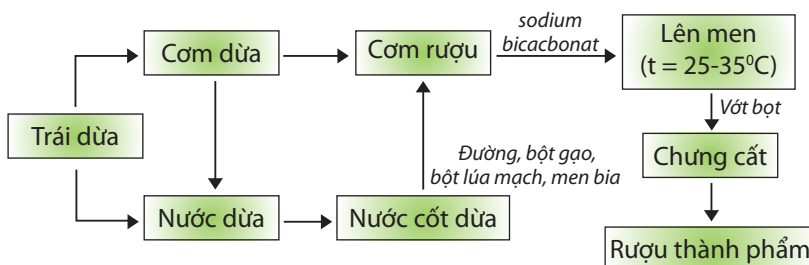 Trái dừa
Cơm dừa
Nước dừa
Cơm rượu
Nước cốt dừa
Đường, bột gạo,
bột lúa mạch, men bia
sodium
bicacbonat
Lên men
(t = 25-35⁰C)
Vớt bọt
Chưng cất
Rượu thành phẩm